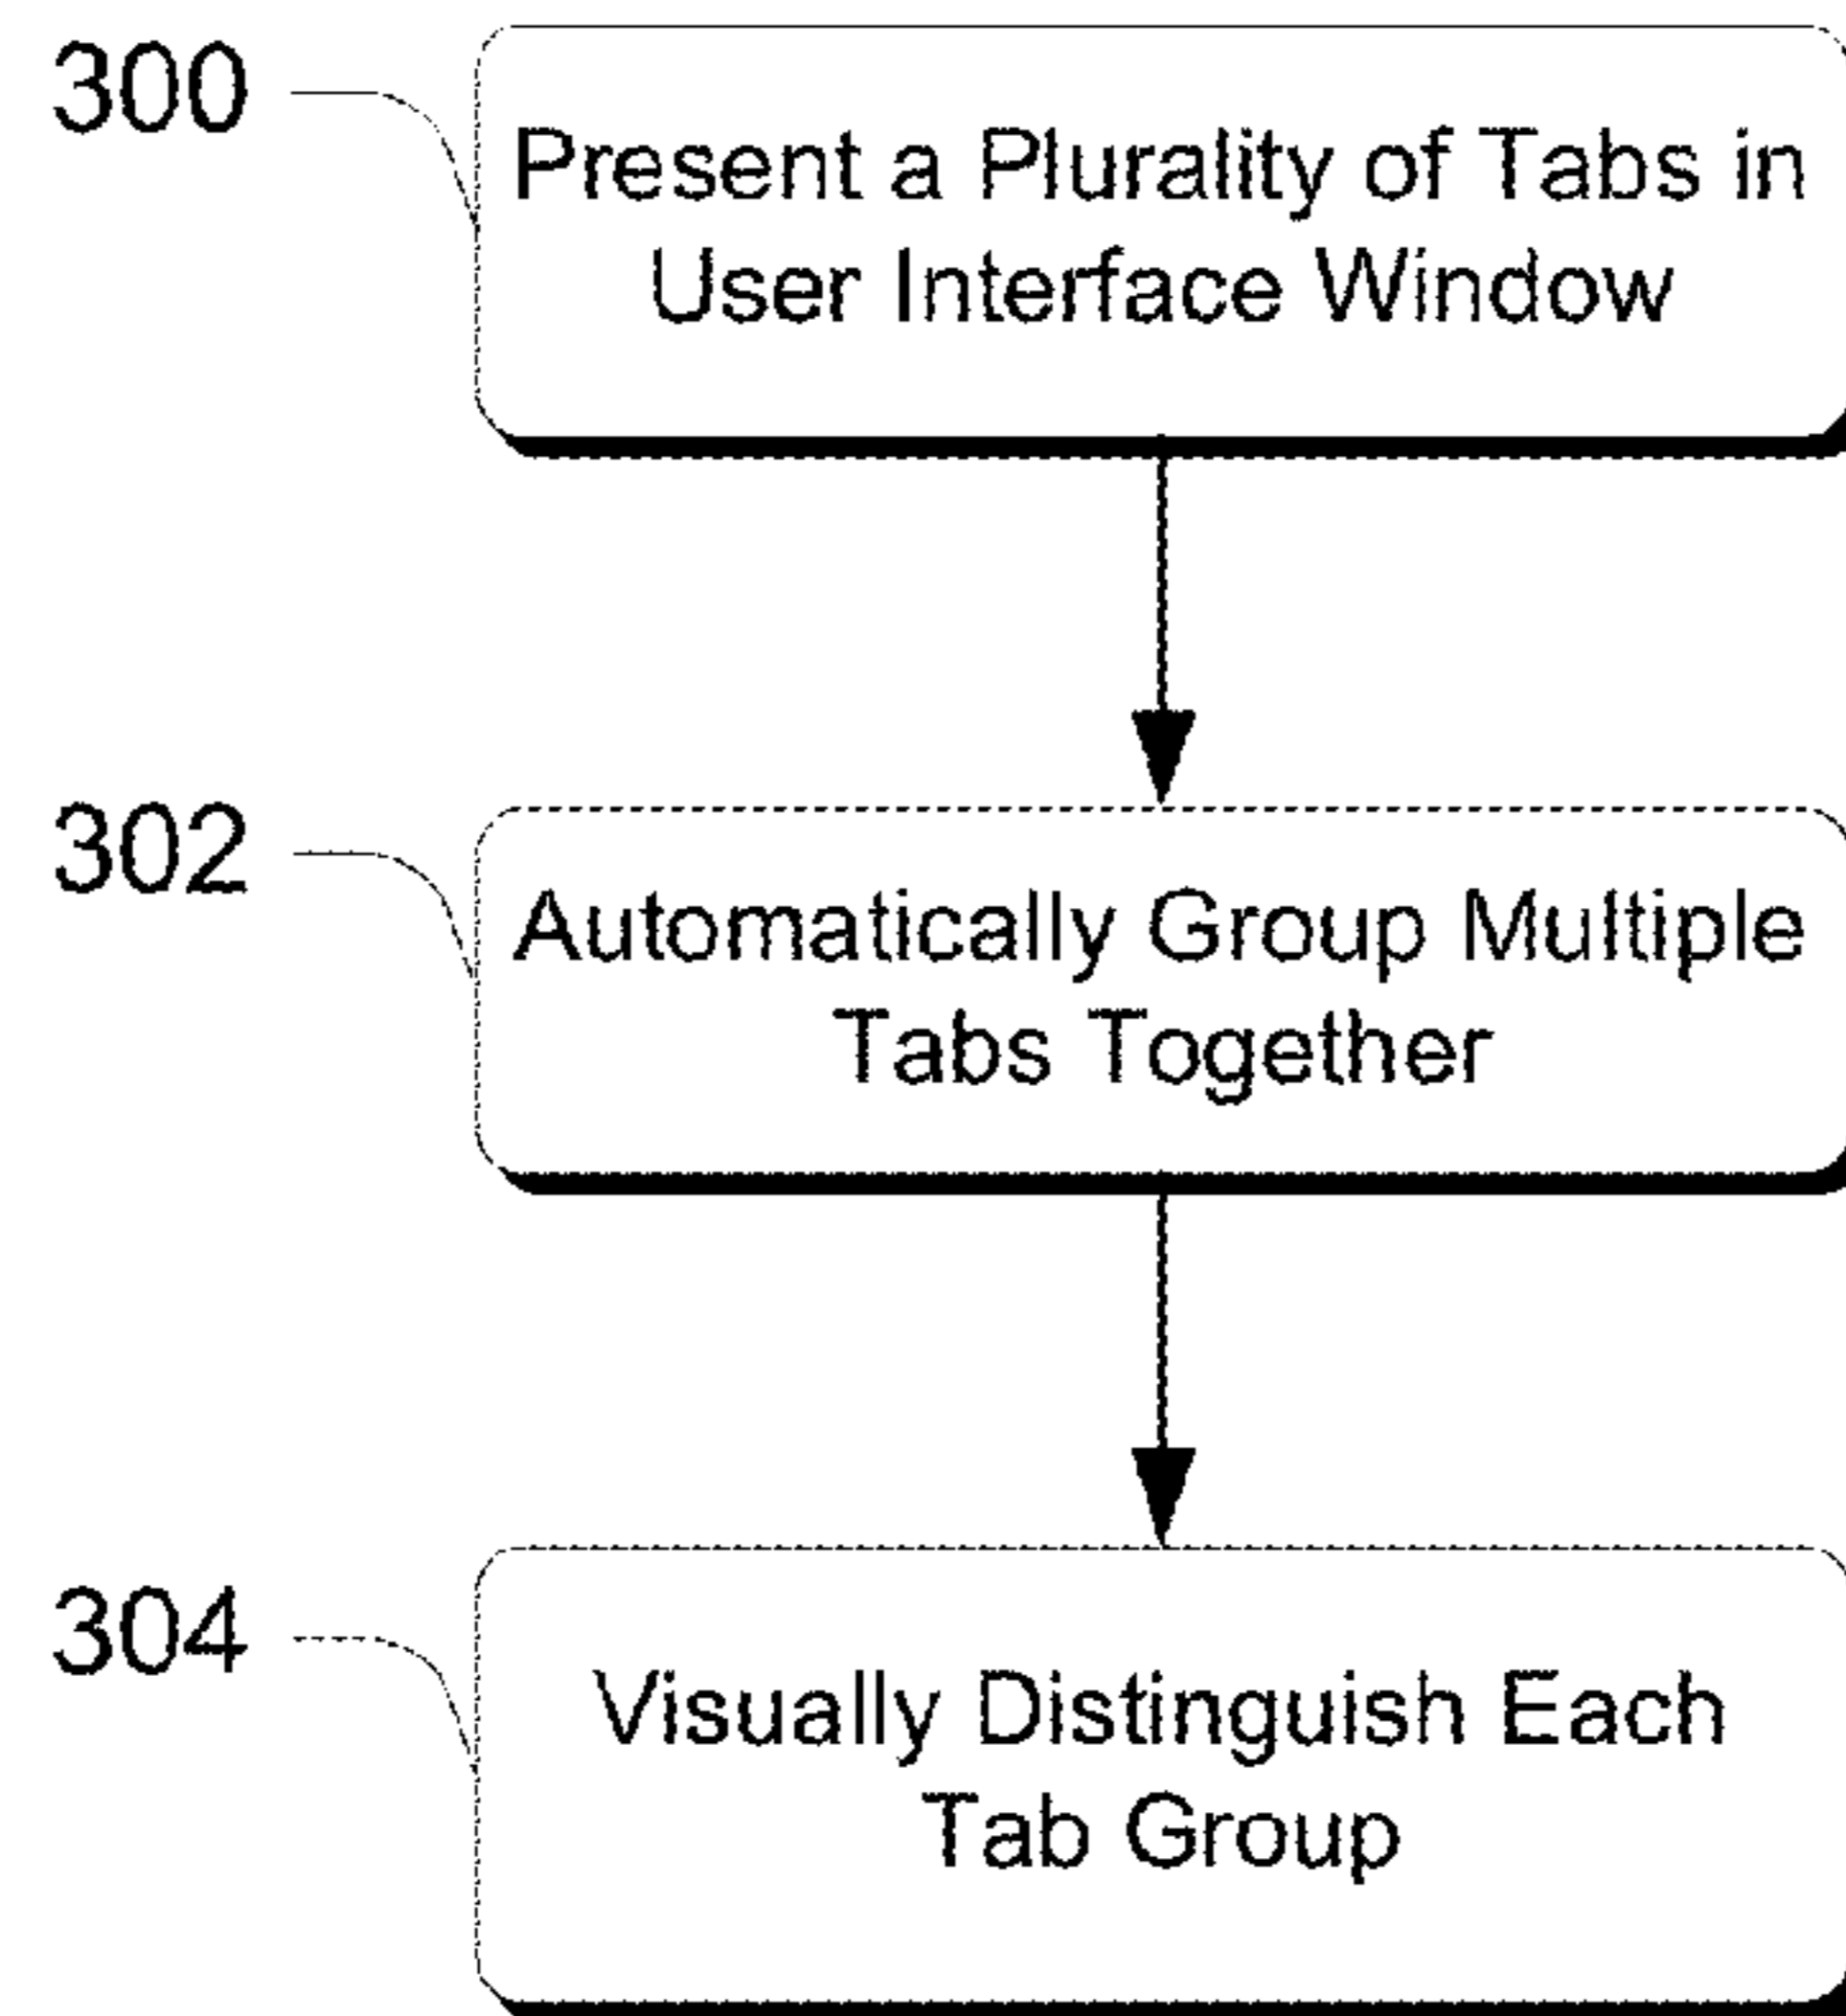 300
Present a Plurality of Tabs in
User Interface Window
302
Automatically Group Multiple
Tabs Together
304
Visually Distinguish Each
Tab Group